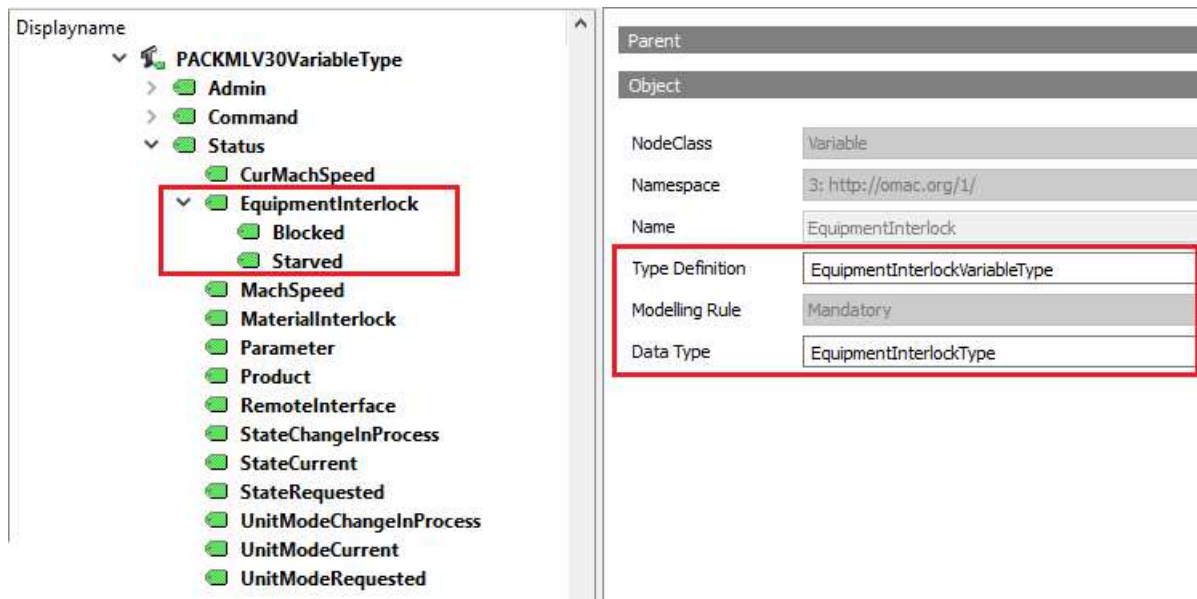 Displayname
PACKMLV30VariableType
Admin
Command
Status
CurMachSpeed
EquipmentInterlock
Blocked
Starved
MachSpeed
MaterialInterlock
Parameter
Product
RemoteInterface
StateChangeInProcess
StateCurrent
StateRequested
UnitModeChangeInProcess
UnitModeCurrent
UnitModeRequested
Parent
Object
NodeClass Variable
Namespace 3: http://omac.org/1/
Name EquipmentInterlock
Type Definition EquipmentInterlockVariableType
Modelling Rule Mandatory
Data Type EquipmentInterlockType